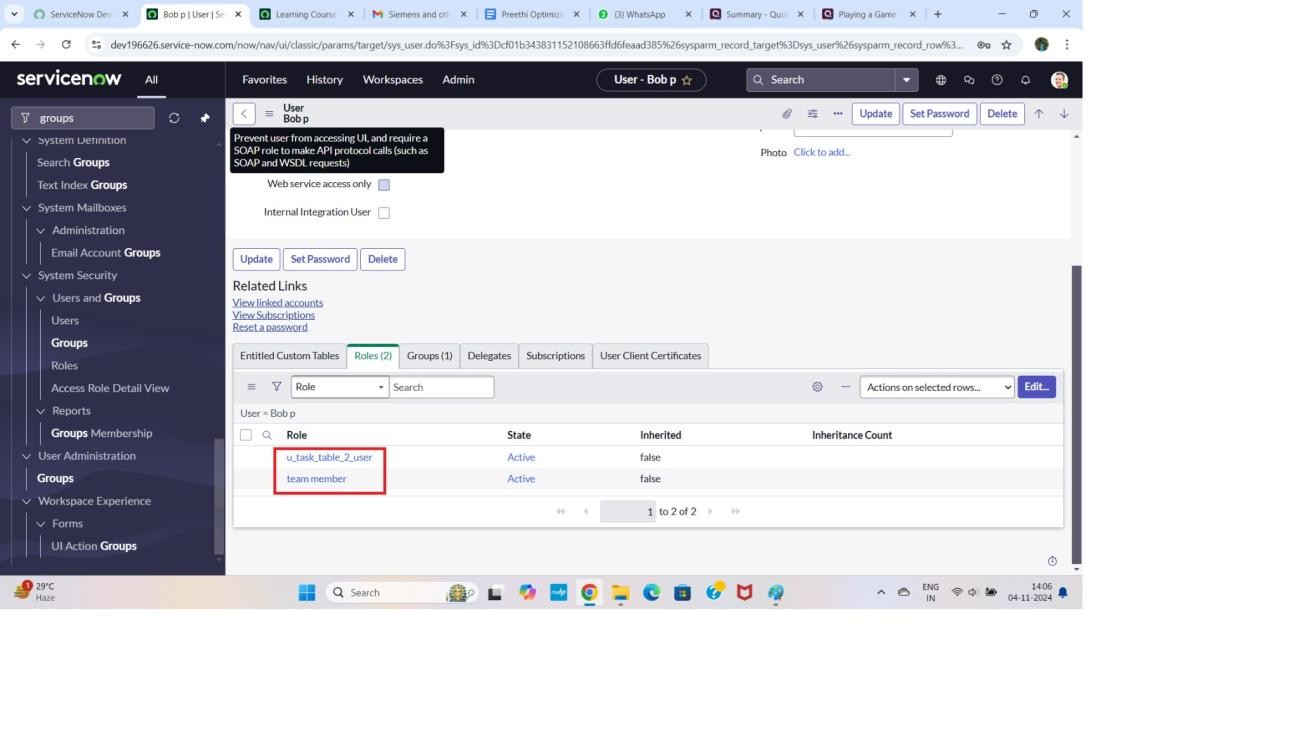 ServiceNow Dev
Bob p | User | Se
Learning Course
Siemens and oth
Preethi Optimizi
(3) WhatsApp
Summary - Quiz
Playing a Game
dev196626.service-now.com/now/nav/ui/classic/params/target/sys_user.do%3Fsys_id%3Dcf01b343831152108663ffd6feaad385%26sysparm_record_target%3Dsys_user%26sysparm_record_row%3...
servicenow All Favorites History Workspaces Admin User - Bob p Search
groups
System Definition
Search Groups
Text Index Groups
System Mailboxes
Administration
Email Account Groups
System Security
Users and Groups
Users
Groups
Roles
Access Role Detail View
Reports
Groups Membership
User Administration
Groups
Workspace Experience
Forms
UI Action Groups
User
Bob p
Update Set Password Delete
Prevent user from accessing UI, and require a
SOAP role to make API protocol calls (such as
SOAP and WSDL requests)
Photo Click to add...
Web service access only
Internal Integration User
Update Set Password Delete
Related Links
View linked accounts
View Subscriptions
Reset a password
Entitled Custom Tables Roles (2) Groups (1) Delegates Subscriptions User Client Certificates
Role Search Actions on selected rows... Edit...
User = Bob p
Role State Inherited Inheritance Count
u_task_table_2_user Active false
team member Active false
1 to 2 of 2
1 29°C
Haze
Search
ENG
IN
14:06
04-11-2024